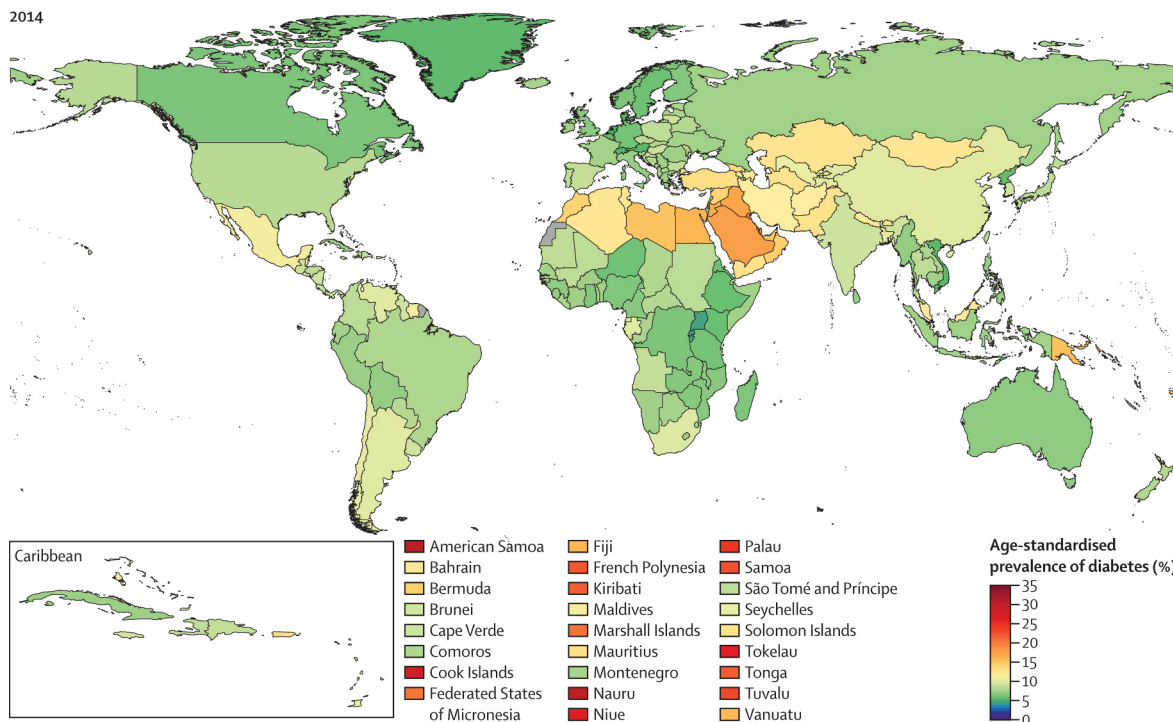 2014
Caribbean
American Samoa
Bahrain
Bermuda
Brunei
Cape Verde
Comoros
Cook Islands
Federated States
of Micronesia
Fiji
French Polynesia
Kiribati
Maldives
Marshall Islands
Mauritius
Montenegro
Nauru
Niue
Palau
Samoa
São Tomé and Príncipe
Seychelles
Solomon Islands
Tokelau
Tonga
Tuvalu
Vanuatu
Age-standardised
prevalence of diabetes (%)
35
30
25
20
15
10
5
0